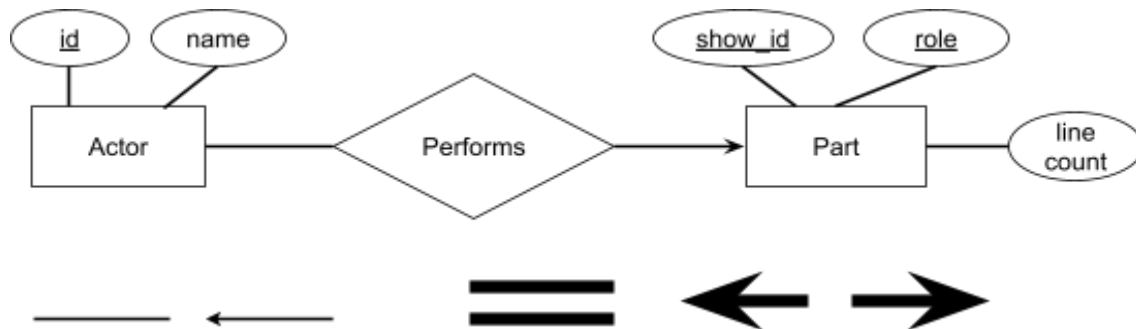 id
name
show_id
role
Actor
Performs
Part
line
count